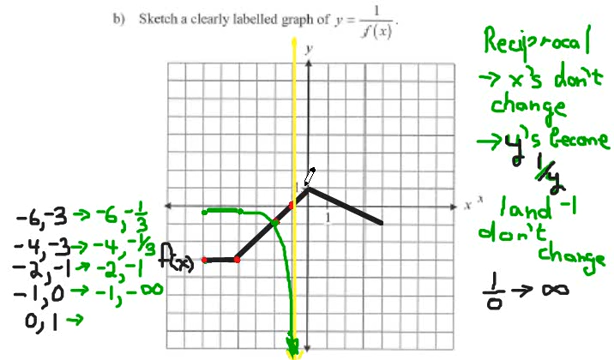 b) Sketch a clearly labelled graph of y = 1/f(x).
y
1
1
x x
f(x)
Reciprocal
→ x's don't
change
→ y's become
1/y
1 and -1
don't
change
1/0 → ∞
-6,-3 → -6,-1/3
-4,-3 → -4,-1/3
-2,-1 → -2,-1
-1,0 → -1,-∞
0,1 →